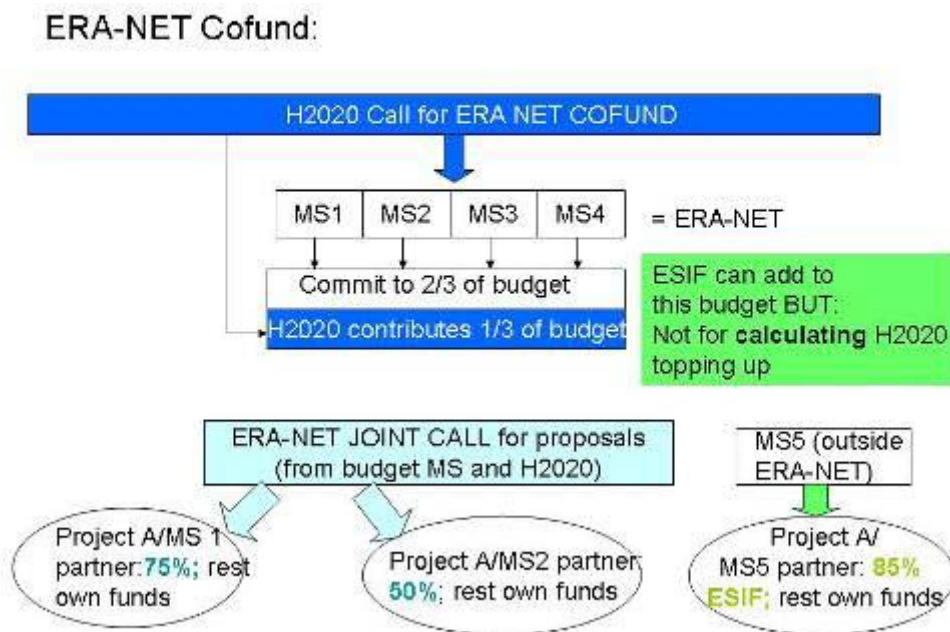 ERA-NET Cofund:
H2020 Call for ERA NET COFUND
MS1 MS2 MS3 MS4
= ERA-NET
Commit to 2/3 of budget
H2020 contributes 1/3 of budget
ESIF can add to
this budget BUT:
Not for calculating H2020
topping up
ERA-NET JOINT CALL for proposals
(from budget MS and H2020)
MS5 (outside
ERA-NET)
Project A/MS 1
partner:75%; rest
own funds
Project A/MS2 partner:
50%; rest own funds
Project A/
MS5 partner: 85%
ESIF; rest own funds